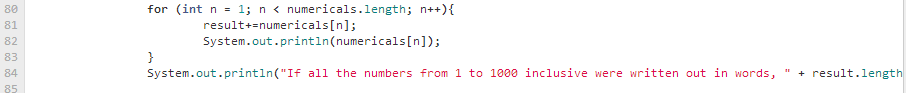 80 for (int n = 1; n < numericals.length; n++){
81 result+=numericals[n];
82 System.out.println(numericals[n]);
83 }
84 System.out.println("If all the numbers from 1 to 1000 inclusive were written out in words, " + result.length
85